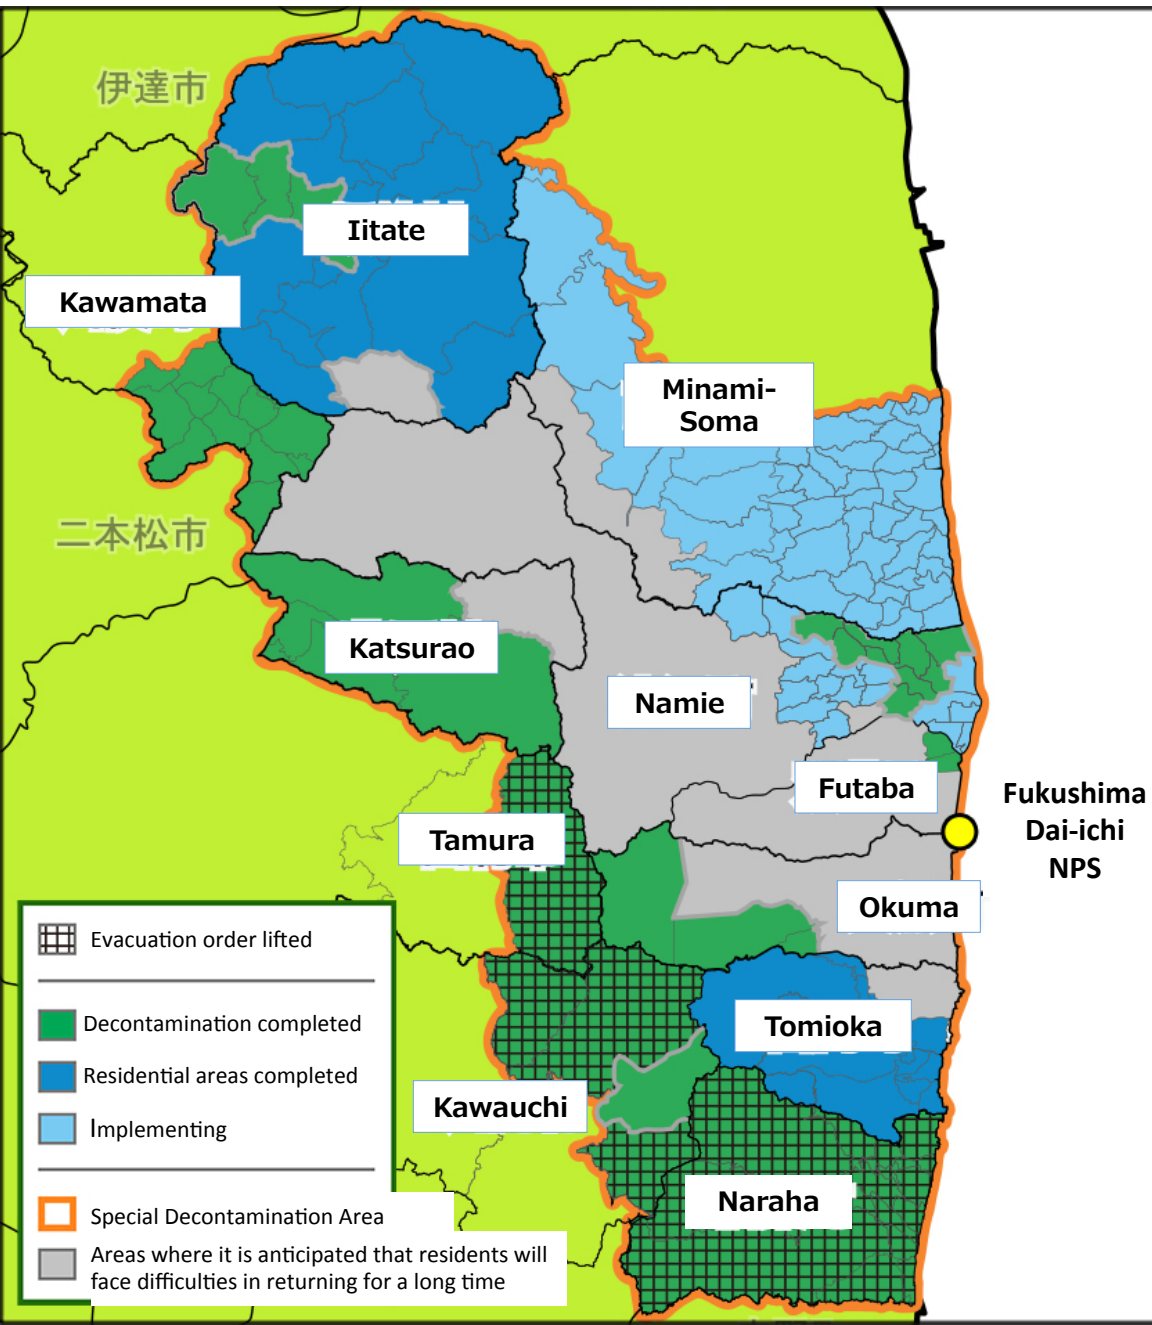 伊達市
Iitate
Kawamata
Minami-
Soma
二本松市
Katsurao
Namie
Futaba
Fukushima
Dai-ichi
NPS
Tamura
Okuma
Evacuation order lifted
Decontamination completed
Tomioka
Residential areas completed
Kawauchi
Implementing
Naraha
Special Decontamination Area
Areas where it is anticipated that residents will
face difficulties in returning for a long time